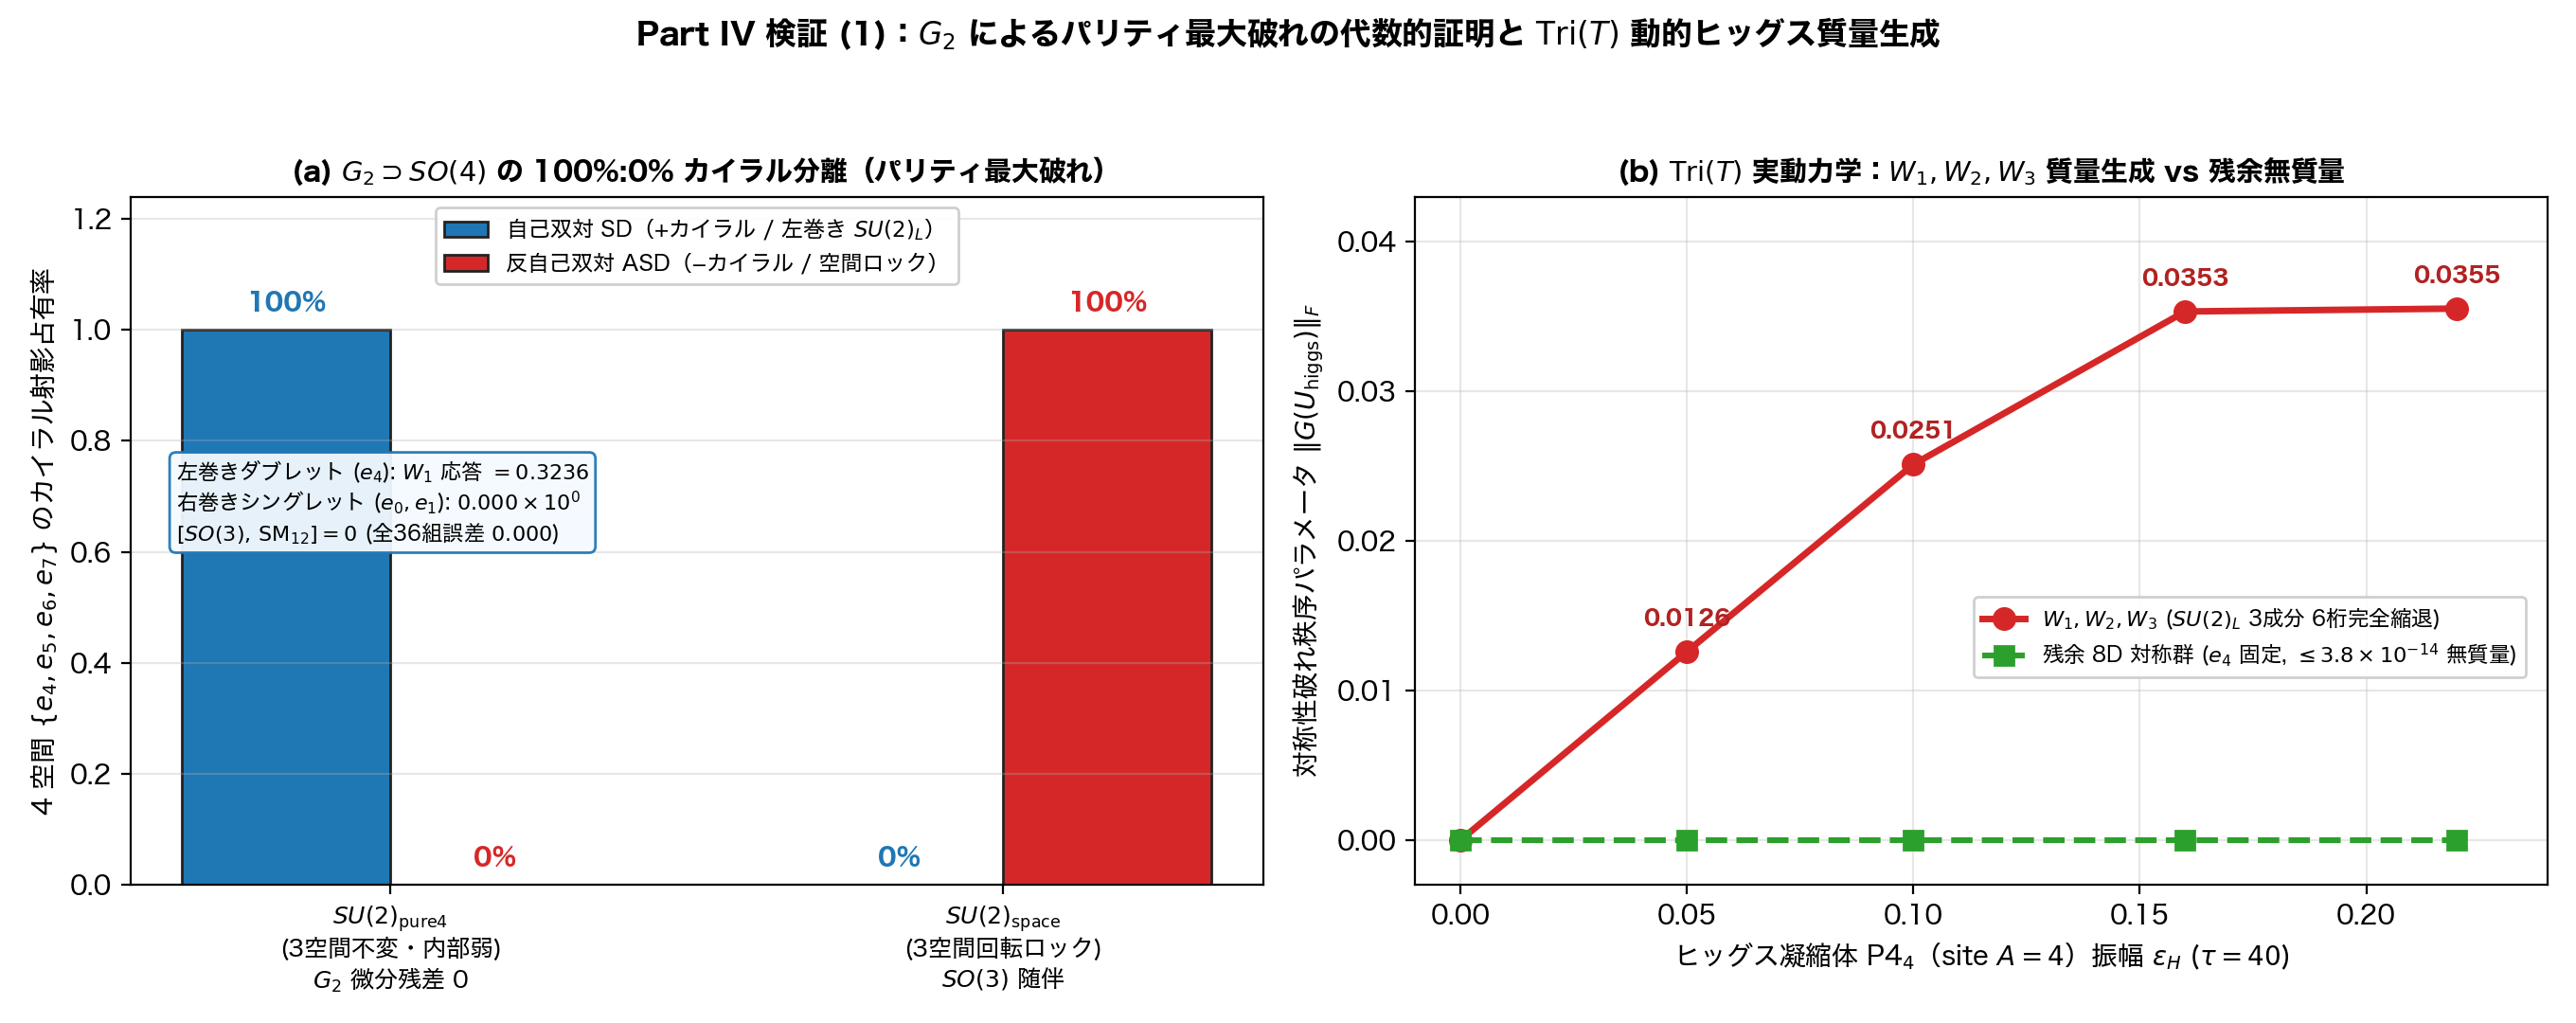 Part IV 検証 (1)：G₂ によるパリティ最大破れの代数的証明と Tri(T) 動的ヒッグス質量生成
(a) G₂ ⊃ SO(4) の 100%:0% カイラル分離（パリティ最大破れ）
4 空間 {e₄, e₅, e₆, e₇} のカイラル射影占有率
1.2
1.0
0.8
0.6
0.4
0.2
0.0
自己双対 SD（+カイラル / 左巻き SU(2)_L）
反自己双対 ASD（−カイラル / 空間ロック）
100%
0%
0%
100%
左巻きダブレット (e₄): W₁ 応答 = 0.3236
右巻きシングレット (e₀, e₁): 0.000 × 10⁰
[SO(3), SM₁₂] = 0 (全36組誤差 0.000)
SU(2)_pure4
(3空間不変・内部弱)
G₂ 微分残差 0
SU(2)_space
(3空間回転ロック)
SO(3) 随伴
(b) Tri(T) 実動力学：W₁, W₂, W₃ 質量生成 vs 残余無質量
対称性破れ秩序パラメータ ‖G(U_higgs)‖_F
0.04
0.03
0.02
0.01
0.00
0.0126
0.0251
0.0353
0.0355
W₁, W₂, W₃ (SU(2)_L 3成分 6桁完全縮退)
残余 8D 対称群 (e₄ 固定, ≤ 3.8 × 10⁻¹⁴ 無質量)
0.00
0.05
0.10
0.15
0.20
ヒッグス凝縮体 P4₄（site A = 4）振幅 ε_H (τ = 40)